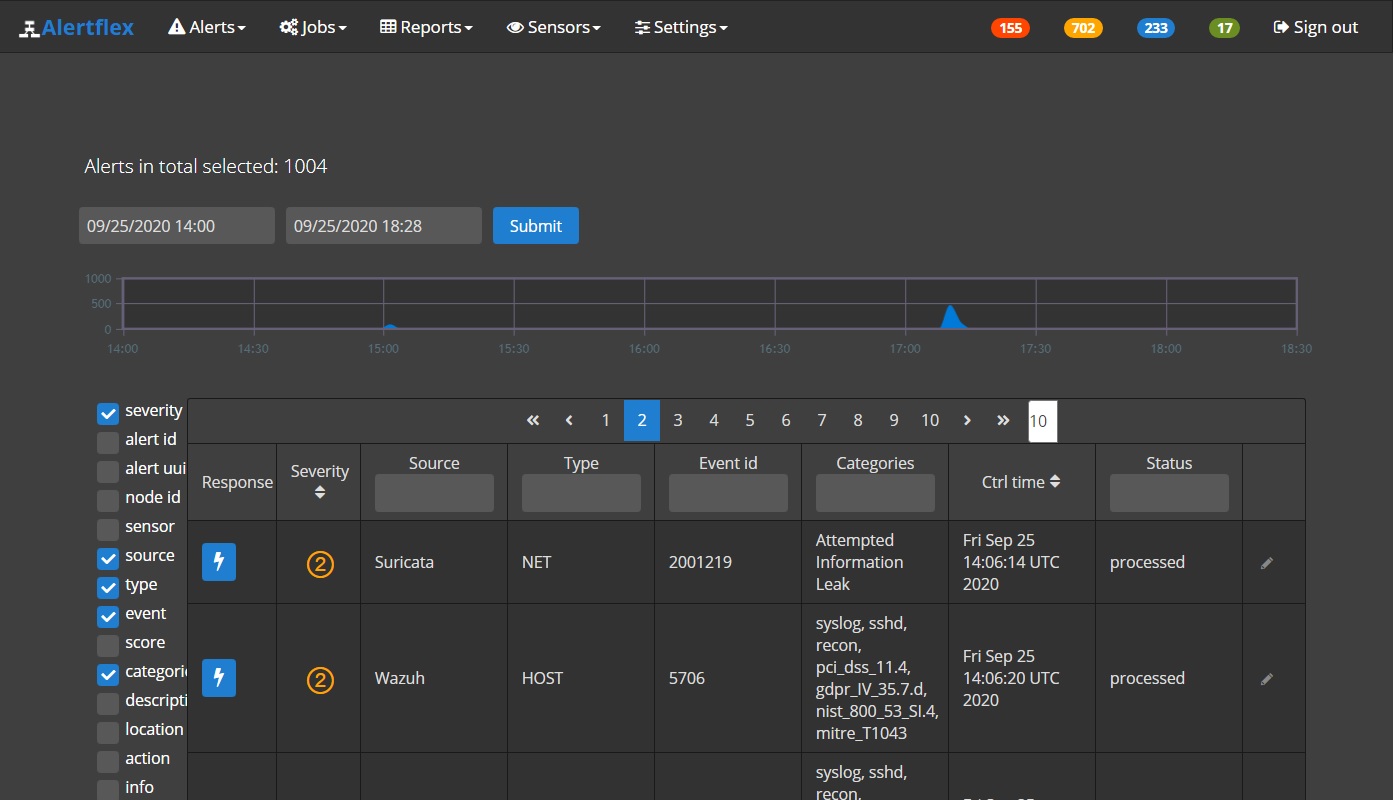 Alertflex Alerts Jobs Reports Sensors Settings 155 702 233 17 Sign out
Alerts in total selected: 1004
09/25/2020 14:00 09/25/2020 18:28 Submit
1000
500
0
14:00 14:30 15:00 15:30 16:00 16:30 17:00 17:30 18:00 18:30
severity
alert id
alert uui
node id
sensor
source
type
event
score
categorie
descripti
location
action
info
« ‹ 1 2 3 4 5 6 7 8 9 10 › » 10
Response Severity Source Type Event id Categories Ctrl time Status
2 Suricata NET 2001219
Attempted
Information
Leak
Fri Sep 25
14:06:14 UTC
2020
processed
2 Wazuh HOST 5706
syslog, sshd,
recon,
pci_dss_11.4,
gdpr_IV_35.7.d,
nist_800_53_SI.4,
mitre_T1043
Fri Sep 25
14:06:20 UTC
2020
processed
syslog, sshd,
recon,